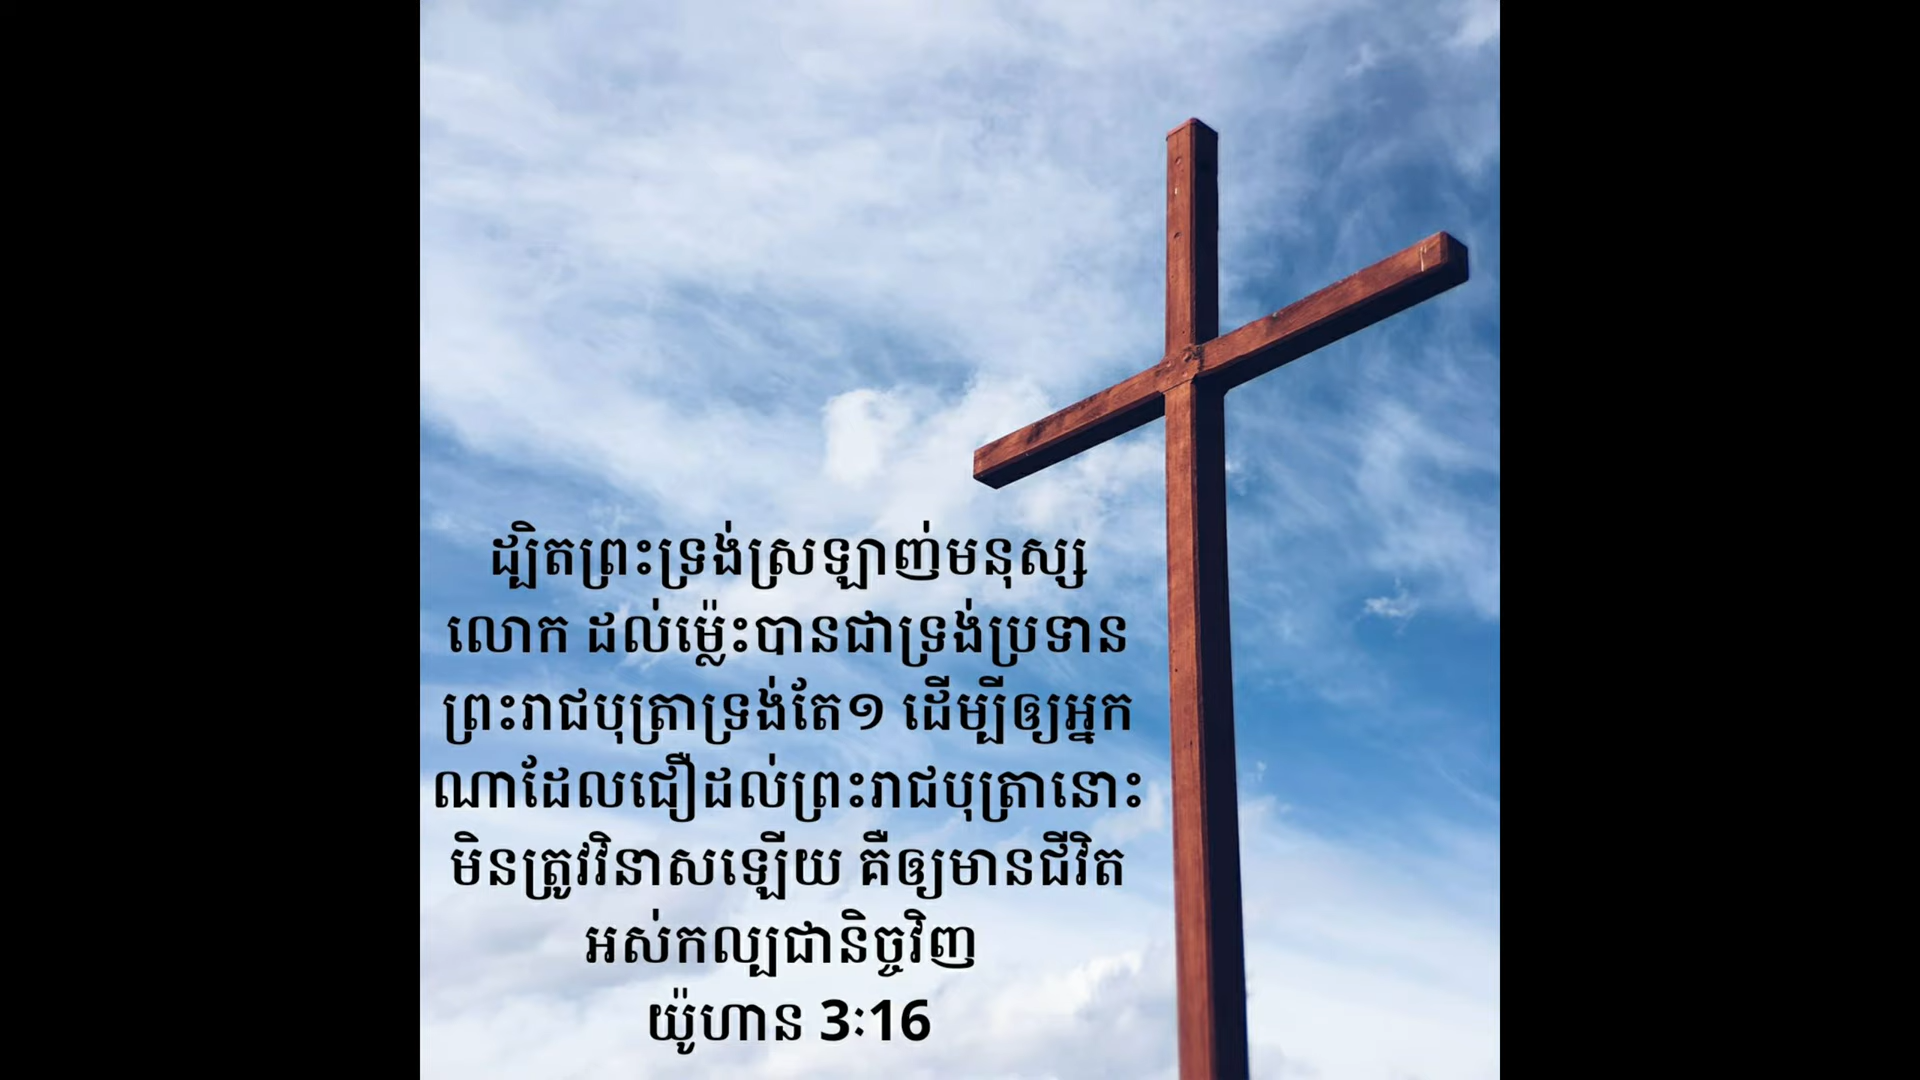 ដ្បិតព្រះទ្រង់ស្រឡាញ់មនុស្ស
លោក ដល់ម៉្លេះបានជាទ្រង់ប្រទាន
ព្រះរាជបុត្រាទ្រង់តែ១ ដើម្បីឲ្យអ្នក
ណាដែលជឿដល់ព្រះរាជបុត្រានោះ
មិនត្រូវវិនាសឡើយ គឺឲ្យមានជីវិត
អស់កល្បជានិច្ចវិញ
យ៉ូហាន 3:16